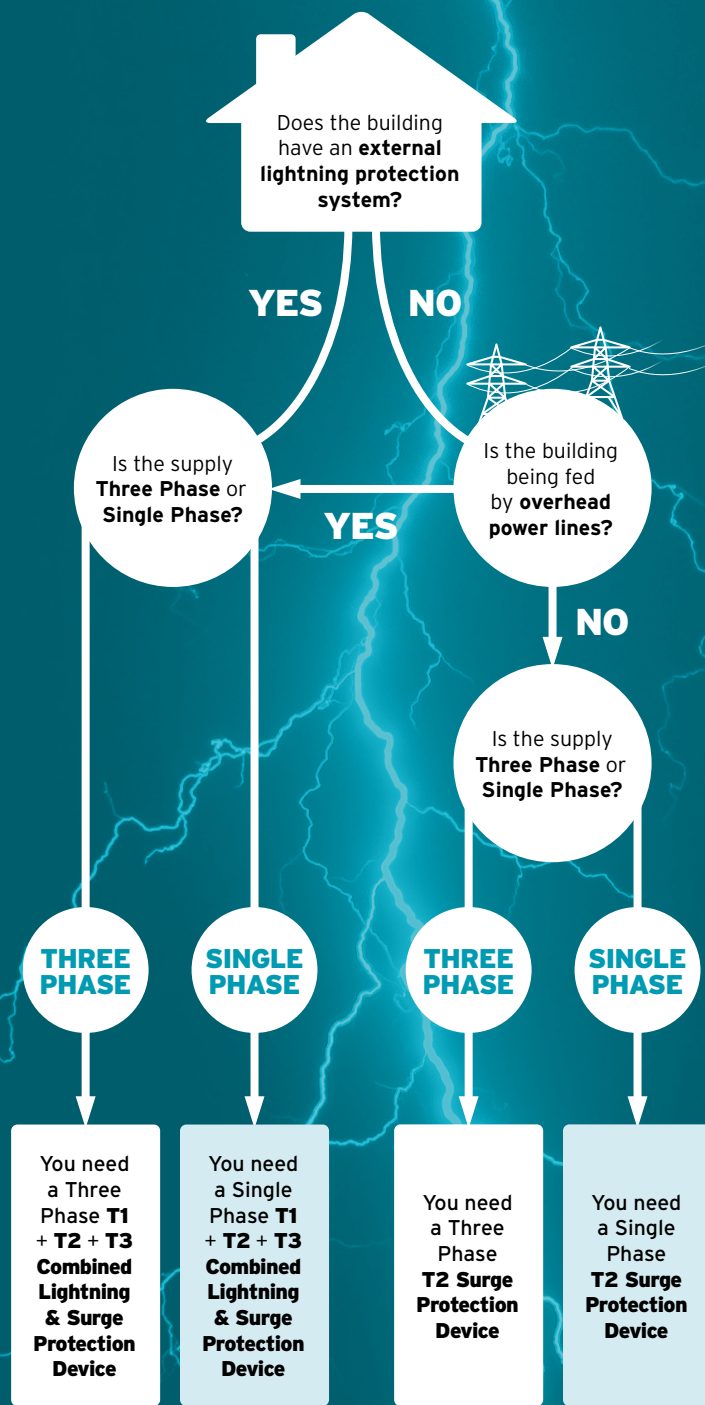 Does the building
have an external
lightning protection
system?
YES
NO
Is the supply
Three Phase or
Single Phase?
YES
Is the building
being fed
by overhead
power lines?
NO
Is the supply
Three Phase or
Single Phase?
THREE
PHASE
SINGLE
PHASE
THREE
PHASE
SINGLE
PHASE
You need
a Three
Phase T1
+ T2 + T3
Combined
Lightning
& Surge
Protection
Device
You need
a Single
Phase T1
+ T2 + T3
Combined
Lightning
& Surge
Protection
Device
You need
a Three
Phase
T2 Surge
Protection
Device
You need
a Single
Phase
T2 Surge
Protection
Device